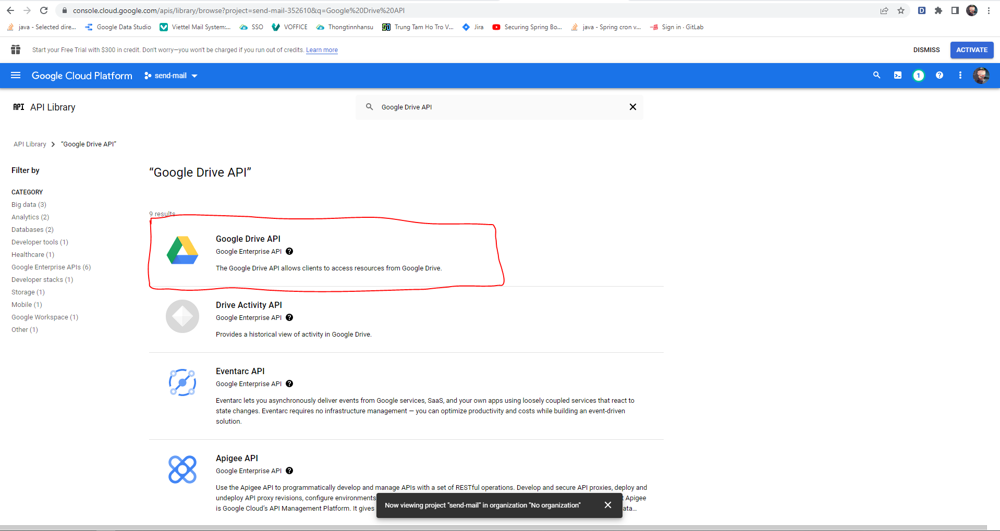 console.cloud.google.com/apis/library/browse?project=send-mail-352610&q=Google%20Drive%20API
java - Selected dire...
Google Data Studio
Viettel Mail System:...
SSO
VOFFICE
Thongtinnhansu
Trung Tam Ho Tro V...
Jira
Securing Spring Bo...
java - Spring cron v...
Sign in · GitLab
Start your Free Trial with $300 in credit. Don't worry—you won't be charged if you run out of credits. Learn more
DISMISS
ACTIVATE
Google Cloud Platform
send-mail
1
API API Library
Google Drive API
API Library
“Google Drive API”
Filter by
CATEGORY
Big data (3)
Analytics (2)
Databases (2)
Developer tools (1)
Healthcare (1)
Google Enterprise APIs (6)
Developer stacks (1)
Storage (1)
Mobile (1)
Google Workspace (1)
Other (1)
“Google Drive API”
9 results
Google Drive API
Google Enterprise API
The Google Drive API allows clients to access resources from Google Drive.
Drive Activity API
Google Enterprise API
Provides a historical view of activity in Google Drive.
Eventarc API
Google Enterprise API
Eventarc lets you asynchronously deliver events from Google services, SaaS, and your own apps using loosely coupled services that react to
state changes. Eventarc requires no infrastructure management — you can optimize productivity and costs while building an event-driven
solution.
Apigee API
Google Enterprise API
Use the Apigee API to programmatically develop and manage APIs with a set of RESTful operations. Develop and secure API proxies, deploy and
undeploy API proxy revisions, configure environments
Apigee
is Google Cloud's API Management Platform. It gives
Now viewing project "send-mail" in organization "No organization"